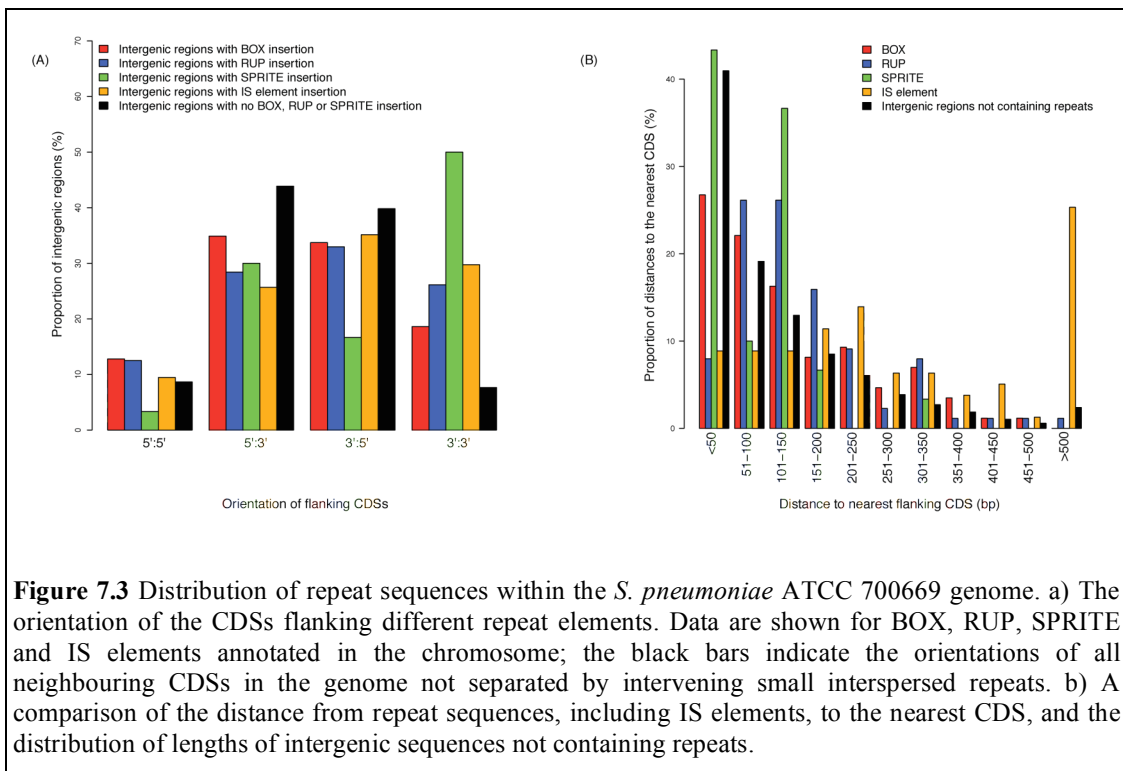 (A)
Intergenic regions with BOX insertion
Intergenic regions with RUP insertion
Intergenic regions with SPRITE insertion
Intergenic regions with IS element insertion
Intergenic regions with no BOX, RUP or SPRITE insertion
Proportion of intergenic regions (%)
70
60
50
40
30
20
10
0
5':5'
5':3'
3':5'
3':3'
Orientation of flanking CDSs
(B)
BOX
RUP
SPRITE
IS element
Intergenic regions not containing repeats
Proportion of distances to the nearest CDS (%)
40
30
20
10
0
<50
51−100
101−150
151−200
201−250
251−300
301−350
351−400
401−450
451−500
>500
Distance to nearest flanking CDS (bp)
Figure 7.3 Distribution of repeat sequences within the S. pneumoniae ATCC 700669 genome. a) The
orientation of the CDSs flanking different repeat elements. Data are shown for BOX, RUP, SPRITE
and IS elements annotated in the chromosome; the black bars indicate the orientations of all
neighbouring CDSs in the genome not separated by intervening small interspersed repeats. b) A
comparison of the distance from repeat sequences, including IS elements, to the nearest CDS, and the
distribution of lengths of intergenic sequences not containing repeats.